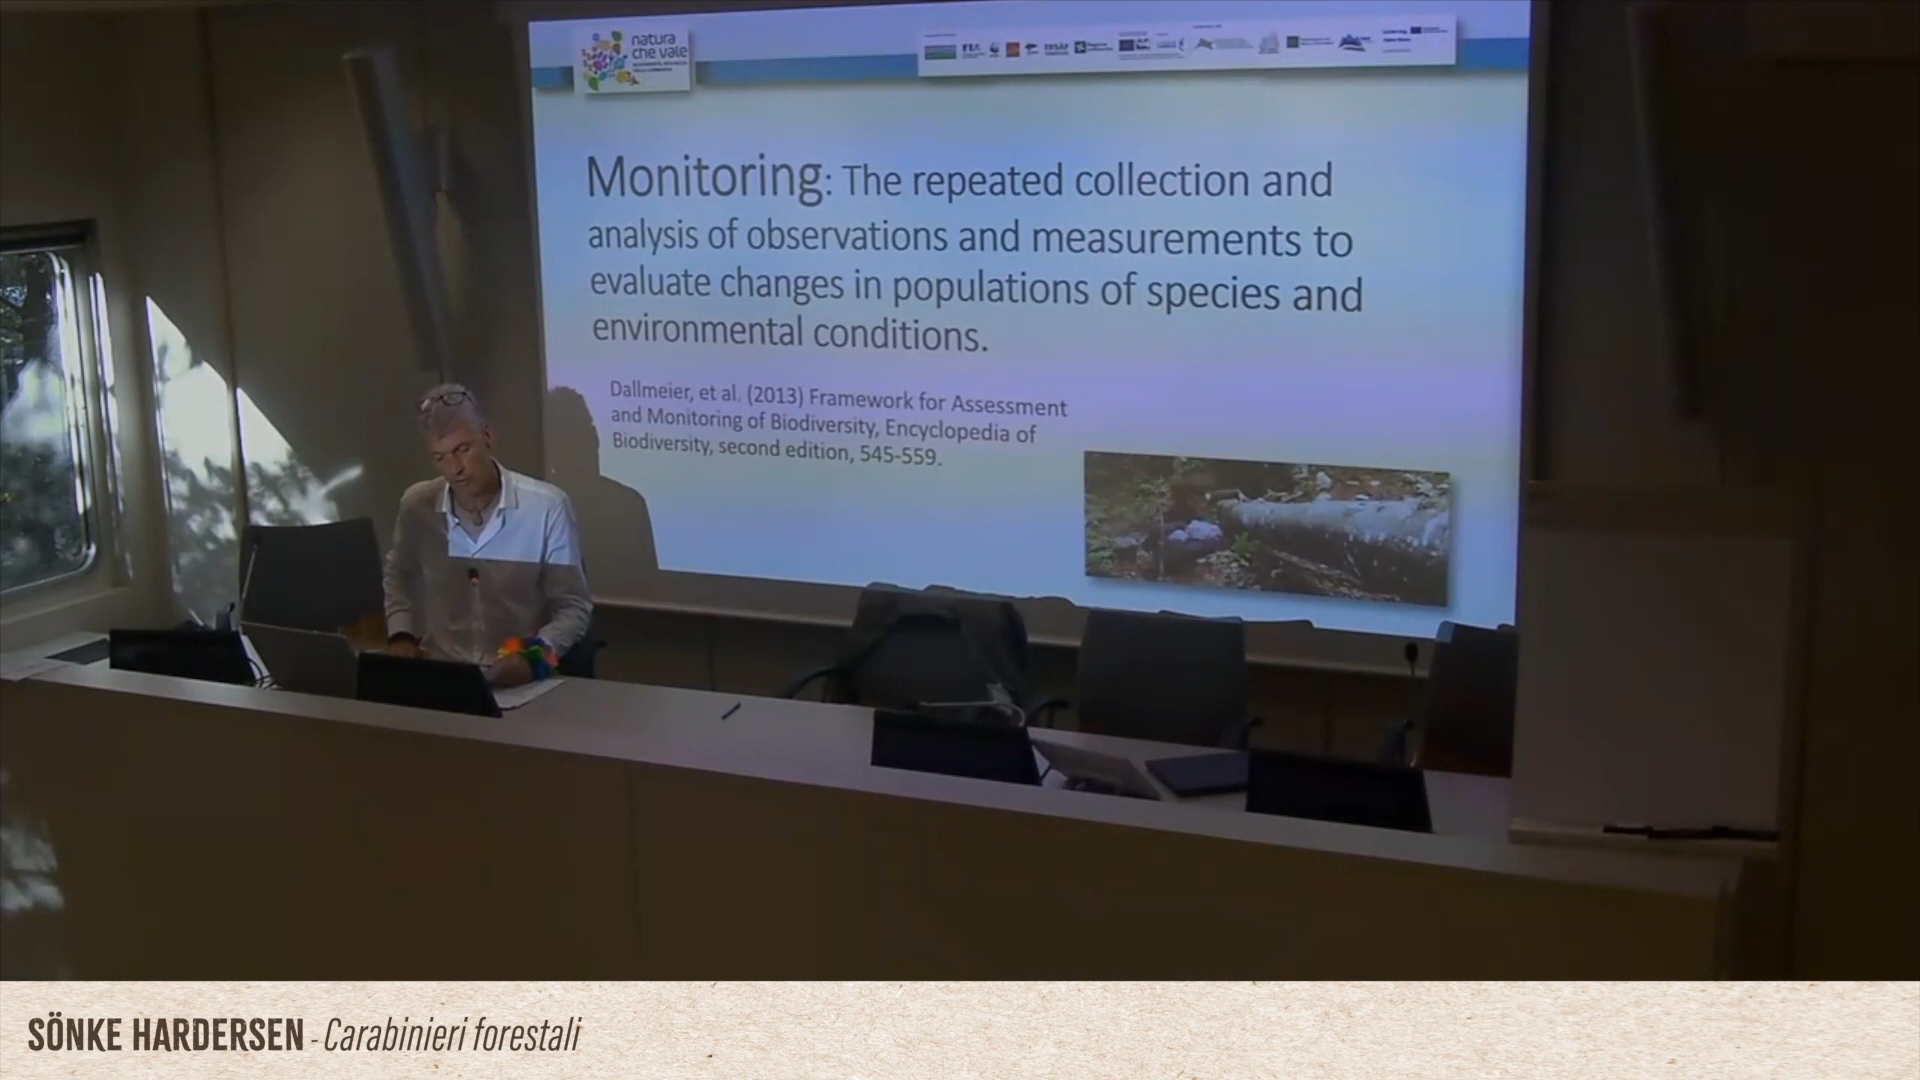 natura
che vale
Monitoring: The repeated collection and
analysis of observations and measurements to
evaluate changes in populations of species and
environmental conditions.
Dallmeier, et al. (2013) Framework for Assessment
and Monitoring of Biodiversity, Encyclopedia of
Biodiversity, second edition, 545-559.
SÖNKE HARDERSEN - Carabinieri forestali